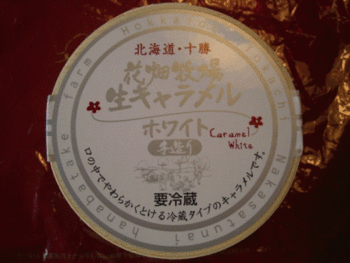 Hokkaido Tokachi Nakasatsunai
hanabatake farm
北海道・十勝
花畑牧場
生キャラメル
ホワイト
Caramel
White
手造り
要冷蔵
口の中でやわらかくとける冷蔵タイプのキャラメルです。